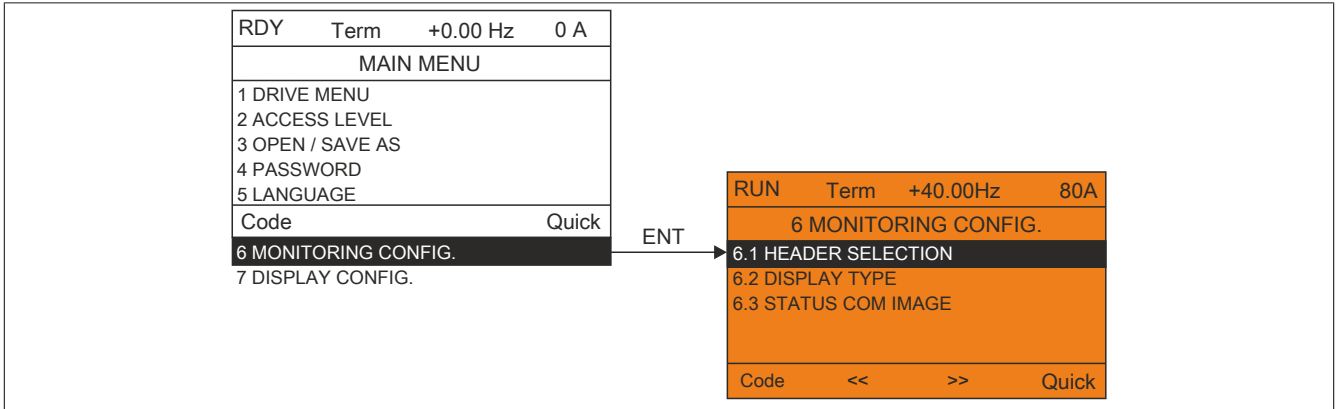 RDY Term +0.00 Hz 0 A
MAIN MENU
1 DRIVE MENU
2 ACCESS LEVEL
3 OPEN / SAVE AS
4 PASSWORD
5 LANGUAGE
Code Quick
6 MONITORING CONFIG.
7 DISPLAY CONFIG.
ENT
RUN Term +40.00Hz 80A
6 MONITORING CONFIG.
6.1 HEADER SELECTION
6.2 DISPLAY TYPE
6.3 STATUS COM IMAGE
Code << >> Quick